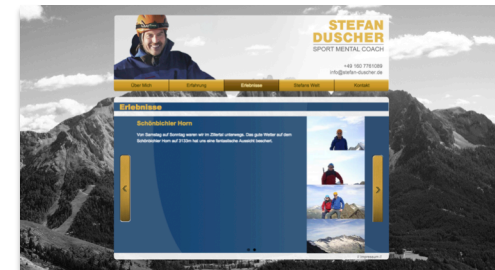 STEFAN
DUSCHER
SPORT MENTAL COACH
+49 160 7761089
info@stefan-duscher.de
Über Mich
Erfahrung
Erlebnisse
Stefans Welt
Kontakt
Erlebnisse
Schönbichler Horn
Von Samstag auf Sonntag waren wir im Zillertal unterwegs. Das gute Wetter auf dem
Schönbichler Horn auf 3133m hat uns eine fantastische Aussicht beschert.